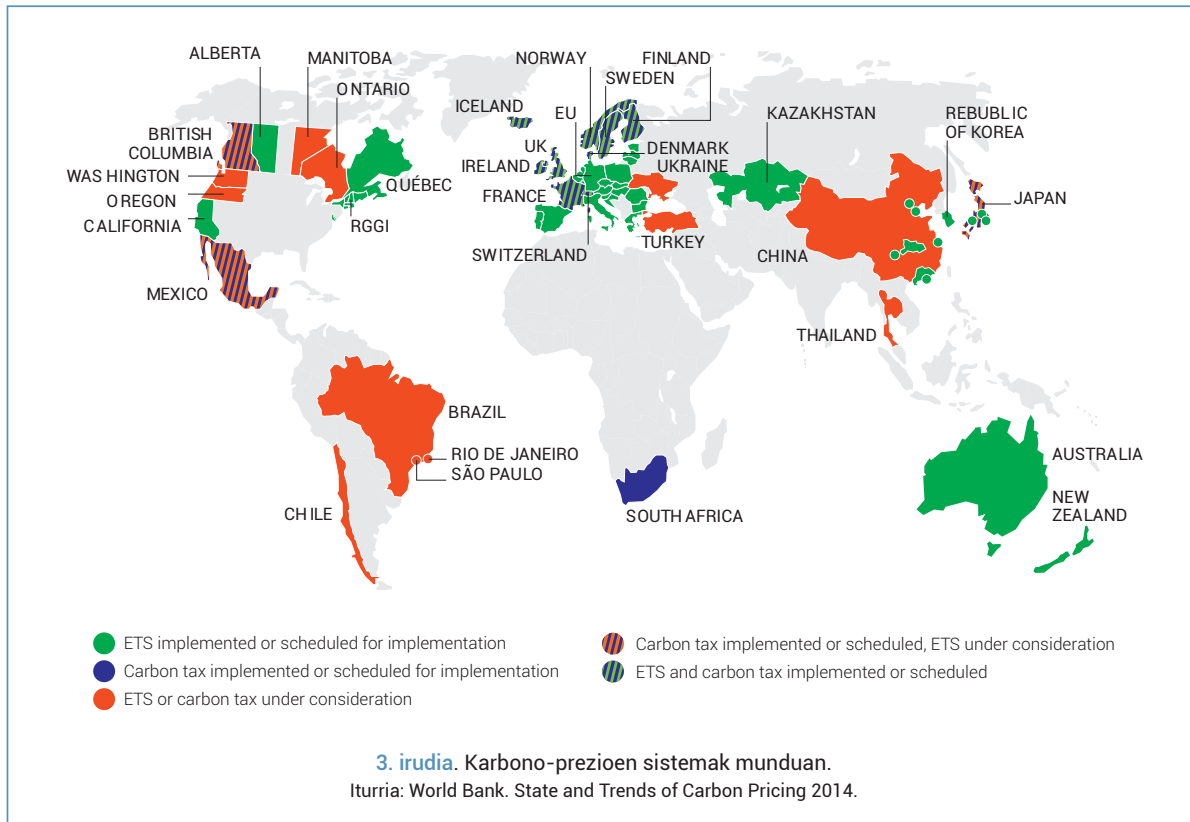 ALBERTA
MANITOBA
ONTARIO
BRITISH
COLUMBIA
WASHINGTON
OREGON
CALIFORNIA
QUÉBEC
RGGI
MEXICO
ICELAND
NORWAY
SWEDEN
FINLAND
EU
UK
IRELAND
DENMARK
UKRAINE
FRANCE
SWITZERLAND
TURKEY
KAZAKHSTAN
REBUBLIC
OF KOREA
JAPAN
CHINA
THAILAND
BRAZIL
RIO DE JANEIRO
SÃO PAULO
CHILE
SOUTH AFRICA
AUSTRALIA
NEW
ZEALAND
ETS implemented or scheduled for implementation
Carbon tax implemented or scheduled for implementation
ETS or carbon tax under consideration
Carbon tax implemented or scheduled, ETS under consideration
ETS and carbon tax implemented or scheduled
3. irudia. Karbono-prezioen sistemak munduan.
Iturria: World Bank. State and Trends of Carbon Pricing 2014.